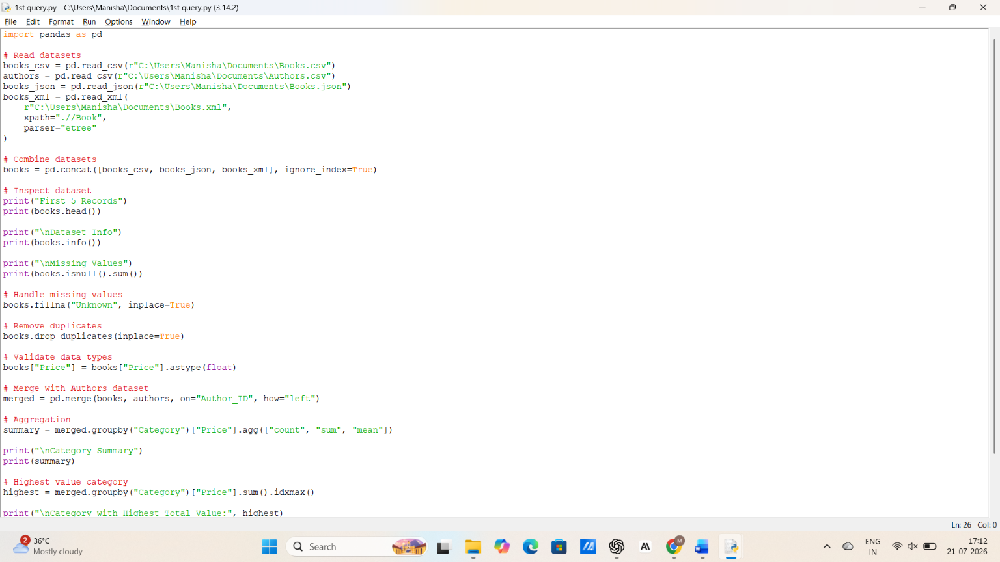 1st query.py - C:\Users\Manisha\Documents\1st query.py (3.14.2)
File Edit Format Run Options Window Help
import pandas as pd
# Read datasets
books_csv = pd.read_csv(r"C:\Users\Manisha\Documents\Books.csv")
authors = pd.read_csv(r"C:\Users\Manisha\Documents\Authors.csv")
books_json = pd.read_json(r"C:\Users\Manisha\Documents\Books.json")
books_xml = pd.read_xml(
    r"C:\Users\Manisha\Documents\Books.xml",
    xpath=".//Book",
    parser="etree"
)
# Combine datasets
books = pd.concat([books_csv, books_json, books_xml], ignore_index=True)
# Inspect dataset
print("First 5 Records")
print(books.head())
print("\nDataset Info")
print(books.info())
print("\nMissing Values")
print(books.isnull().sum())
# Handle missing values
books.fillna("Unknown", inplace=True)
# Remove duplicates
books.drop_duplicates(inplace=True)
# Validate data types
books["Price"] = books["Price"].astype(float)
# Merge with Authors dataset
merged = pd.merge(books, authors, on="Author_ID", how="left")
# Aggregation
summary = merged.groupby("Category")["Price"].agg(["count", "sum", "mean"])
print("\nCategory Summary")
print(summary)
# Highest value category
highest = merged.groupby("Category")["Price"].sum().idxmax()
print("\nCategory with Highest Total Value:", highest)
Ln: 26 Col: 0
2
36°C
Mostly cloudy
Search
M
W
ENG
IN
17:12
21-07-2026